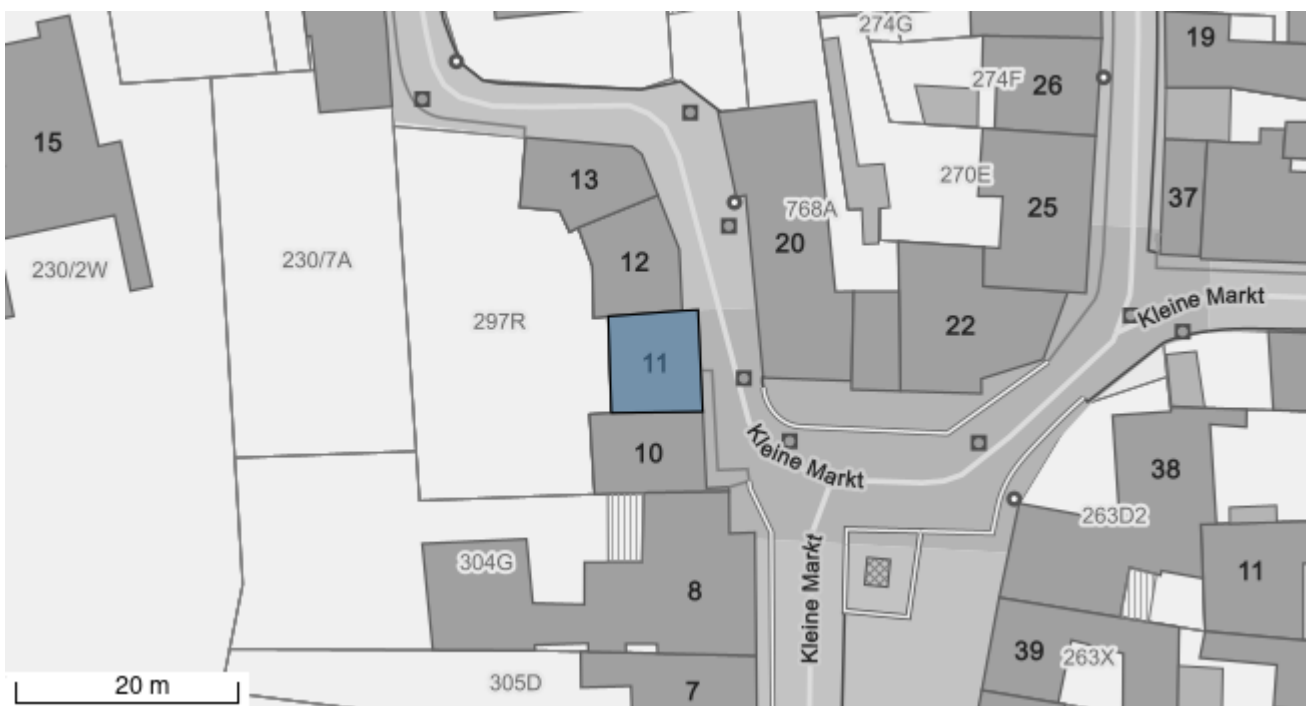 274G
19
274F
26
15
13
270E
25
37
768A
20
12
230/2W
230/7A
297R
22
Kleine Markt
11
10
Kleine Markt
38
263D2
304G
8
Kleine Markt
11
39
263X
20 m
305D
7